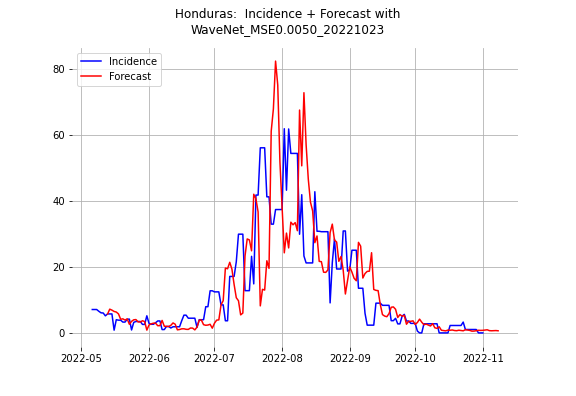 Honduras:  Incidence + Forecast with
WaveNet_MSE0.0050_20221023
Incidence
Forecast
80
60
40
20
0
2022-05 2022-06 2022-07 2022-08 2022-09 2022-10 2022-11